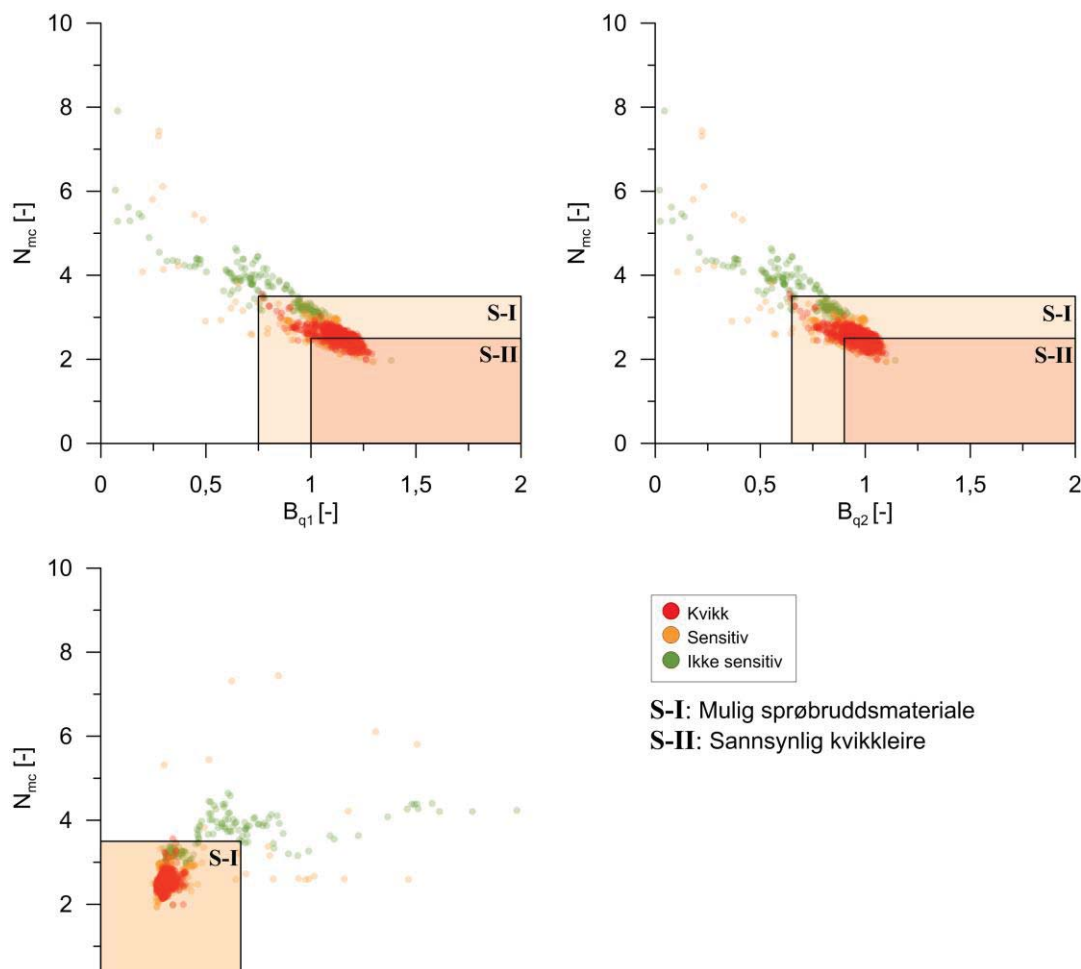 10
8
6
4
2
0
N_mc [-]
S-I
S-II
0
0,5
1
1,5
2
B_q1 [-]
10
8
6
4
2
0
N_mc [-]
S-I
S-II
0
0,5
1
1,5
2
B_q2 [-]
10
8
6
4
2
N_mc [-]
S-I
Kvikk
Sensitiv
Ikke sensitiv
S-I: Mulig sprøbruddsmateriale
S-II: Sannsynlig kvikkleire